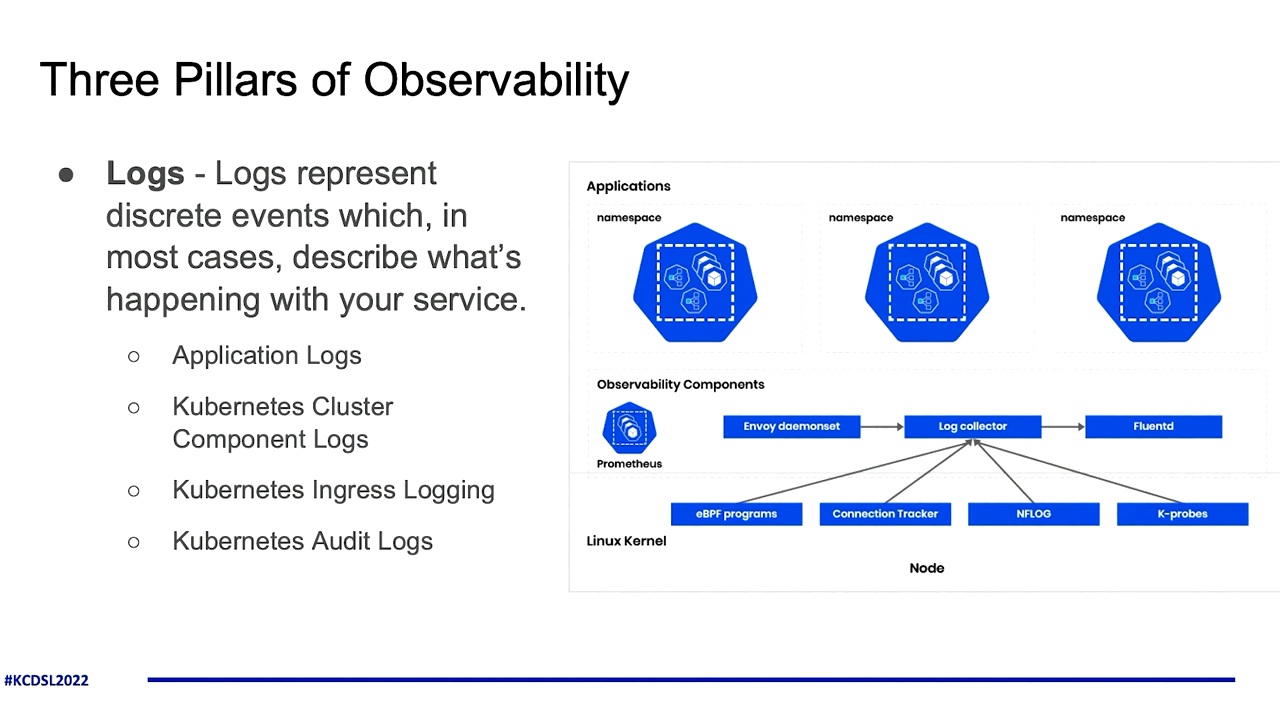 Three Pillars of Observability
● Logs - Logs represent
discrete events which, in
most cases, describe what's
happening with your service.
○ Application Logs
○ Kubernetes Cluster
Component Logs
○ Kubernetes Ingress Logging
○ Kubernetes Audit Logs
Applications
namespace namespace namespace
Observability Components
Prometheus
Envoy daemonset Log collector Fluentd
eBPF programs Connection Tracker NFLOG K-probes
Linux Kernel
Node
#KCDSL2022